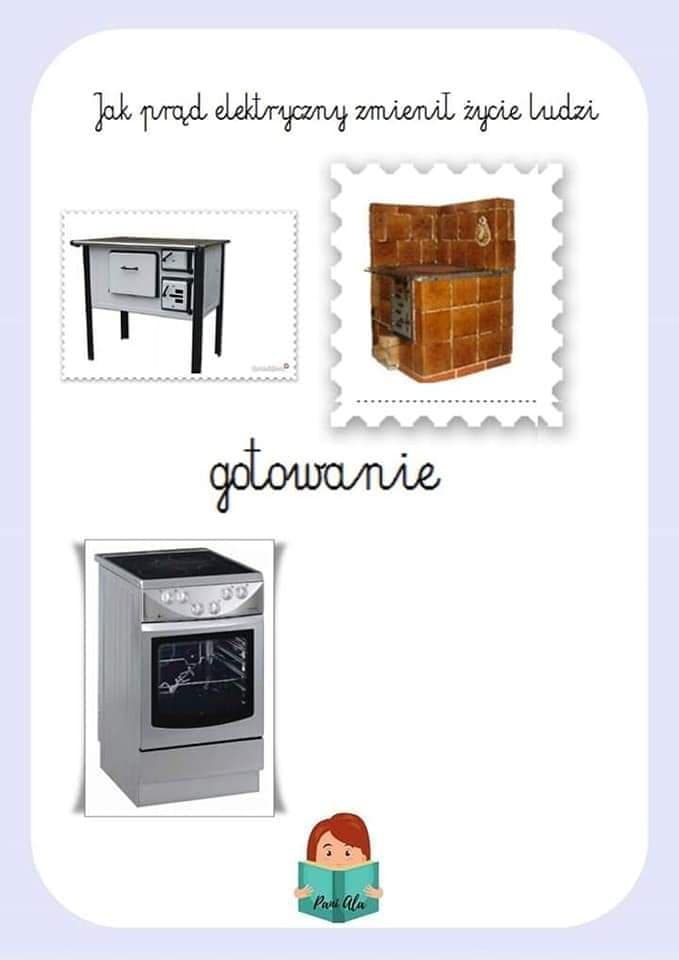 Jak prąd elektryczny zmienił życie ludzi
gotowanie
Pani Ala